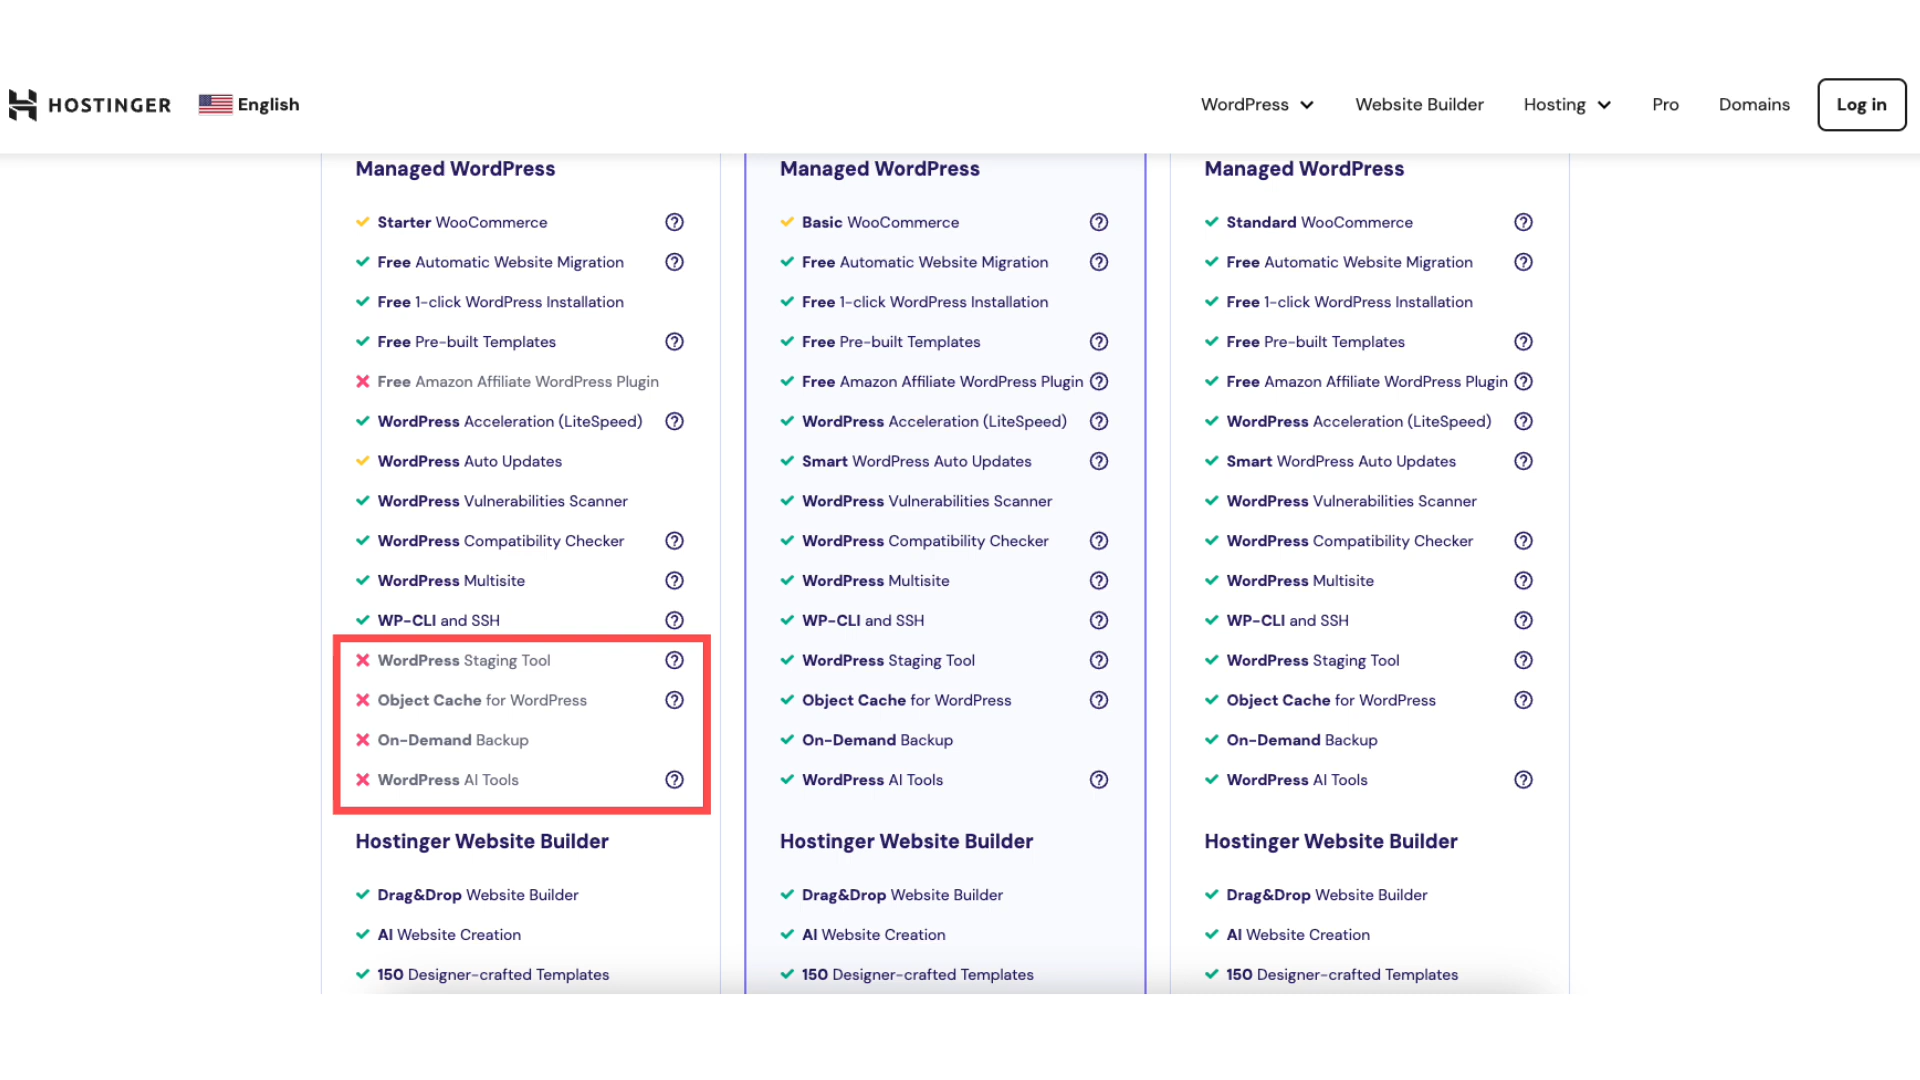 HOSTINGER English WordPress Website Builder Hosting Pro Domains Log in
Managed WordPress
Starter WooCommerce
Free Automatic Website Migration
Free 1-click WordPress Installation
Free Pre-built Templates
Free Amazon Affiliate WordPress Plugin
WordPress Acceleration (LiteSpeed)
WordPress Auto Updates
WordPress Vulnerabilities Scanner
WordPress Compatibility Checker
WordPress Multisite
WP-CLI and SSH
WordPress Staging Tool
Object Cache for WordPress
On-Demand Backup
WordPress AI Tools
Hostinger Website Builder
Drag&Drop Website Builder
AI Website Creation
150 Designer-crafted Templates
Managed WordPress
Basic WooCommerce
Free Automatic Website Migration
Free 1-click WordPress Installation
Free Pre-built Templates
Free Amazon Affiliate WordPress Plugin
WordPress Acceleration (LiteSpeed)
Smart WordPress Auto Updates
WordPress Vulnerabilities Scanner
WordPress Compatibility Checker
WordPress Multisite
WP-CLI and SSH
WordPress Staging Tool
Object Cache for WordPress
On-Demand Backup
WordPress AI Tools
Hostinger Website Builder
Drag&Drop Website Builder
AI Website Creation
150 Designer-crafted Templates
Managed WordPress
Standard WooCommerce
Free Automatic Website Migration
Free 1-click WordPress Installation
Free Pre-built Templates
Free Amazon Affiliate WordPress Plugin
WordPress Acceleration (LiteSpeed)
Smart WordPress Auto Updates
WordPress Vulnerabilities Scanner
WordPress Compatibility Checker
WordPress Multisite
WP-CLI and SSH
WordPress Staging Tool
Object Cache for WordPress
On-Demand Backup
WordPress AI Tools
Hostinger Website Builder
Drag&Drop Website Builder
AI Website Creation
150 Designer-crafted Templates